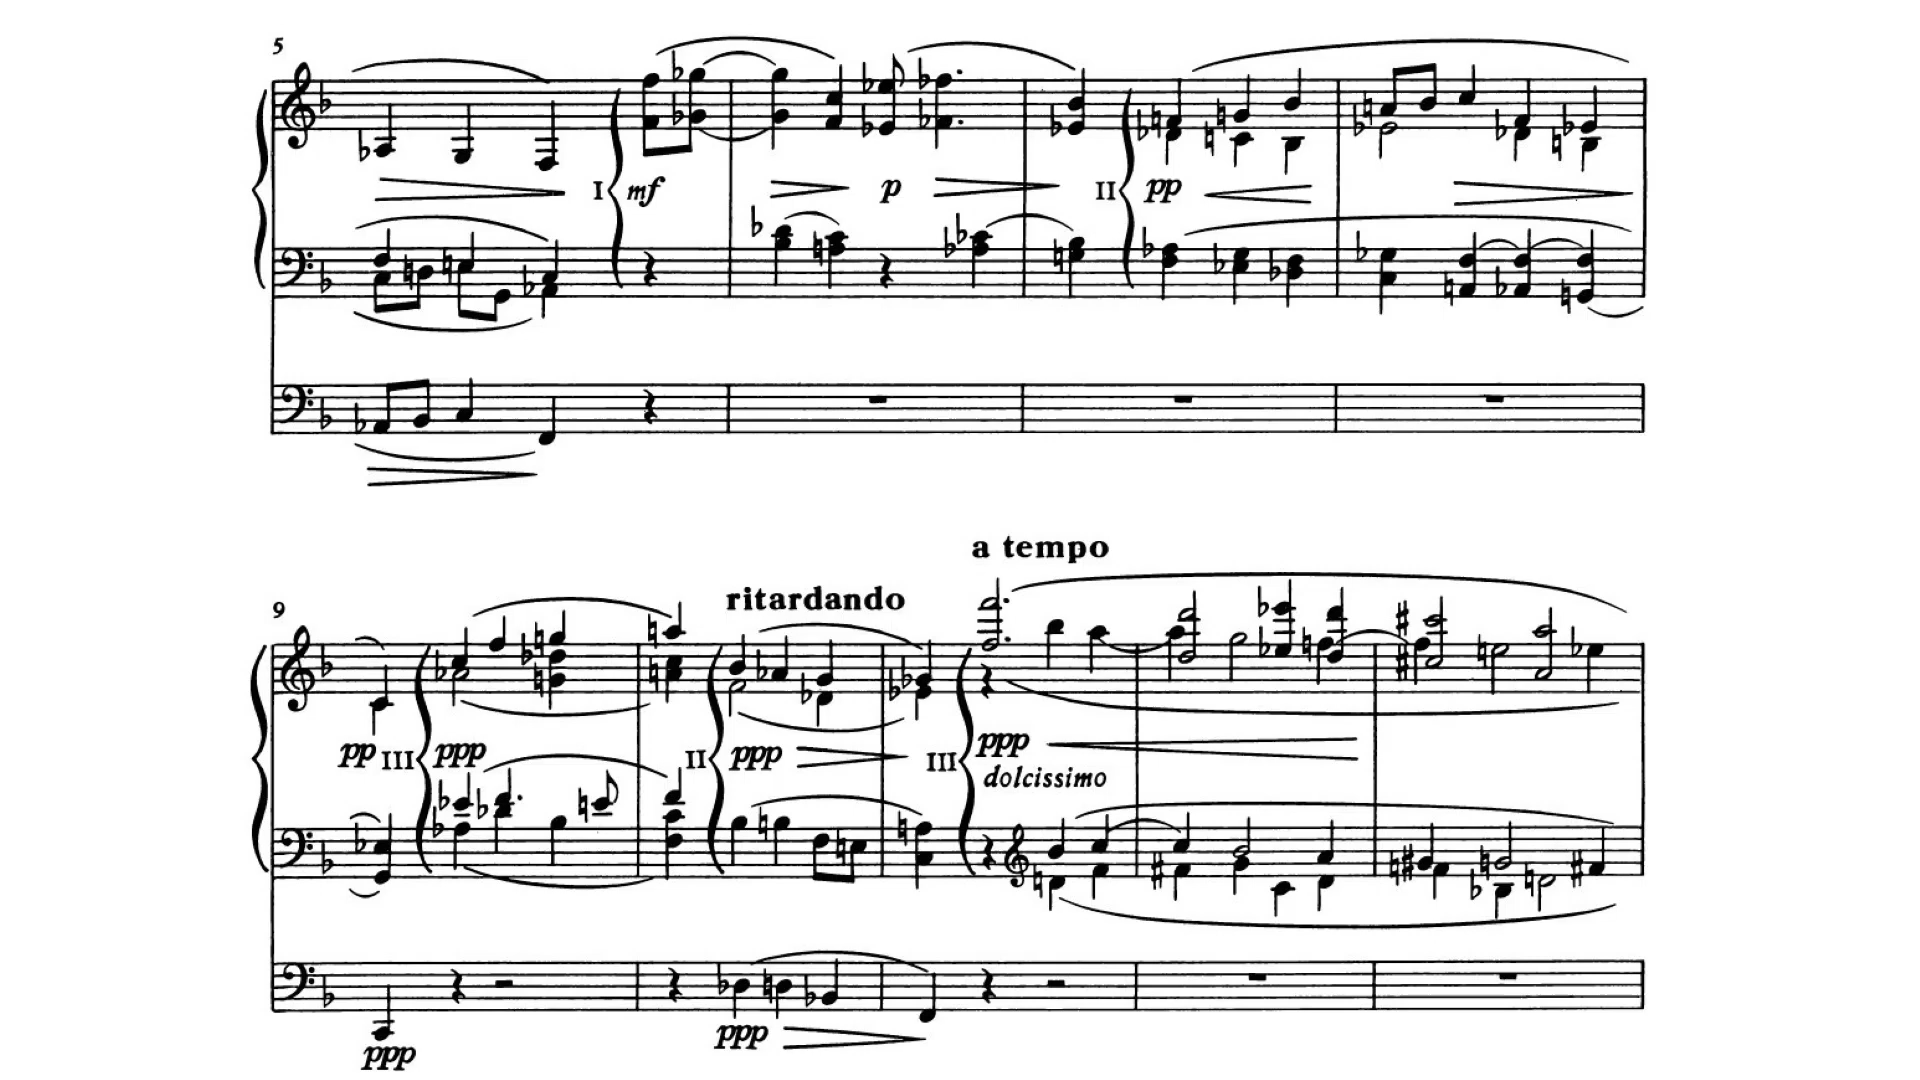 5
I mf p II pp
9
a tempo
ritardando
pp III ppp II ppp III ppp
dolcissimo
ppp ppp